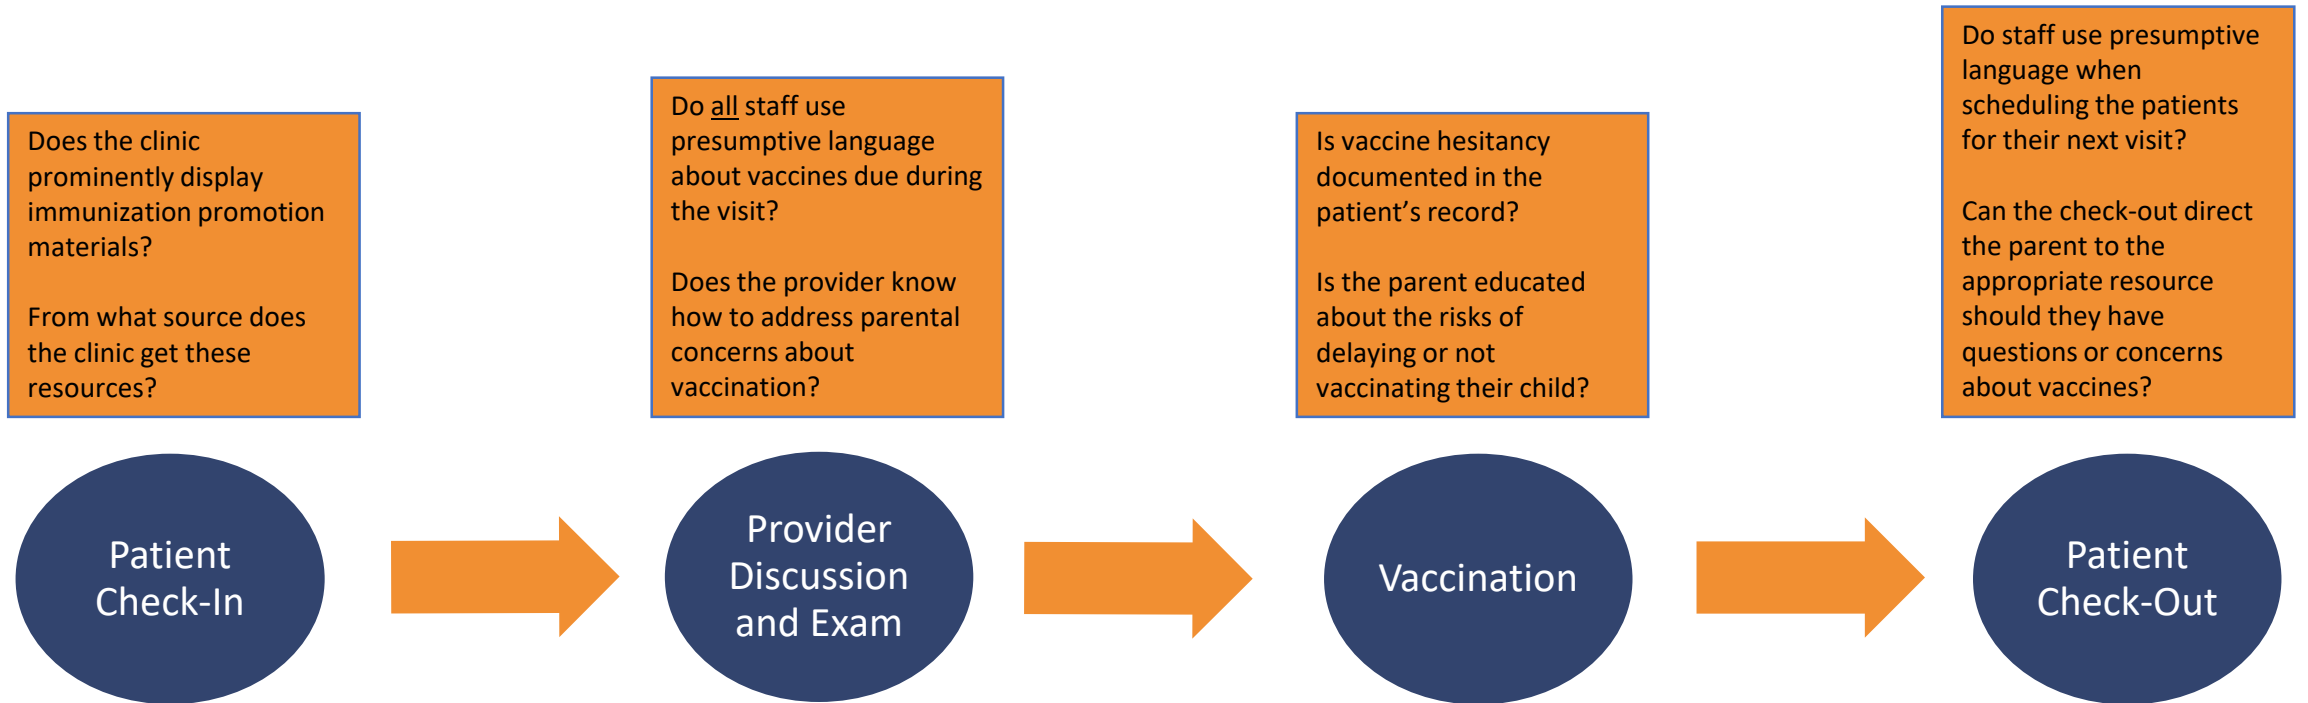 Does the clinic
prominently display
immunization promotion
materials?
From what source does
the clinic get these
resources?
Do all staff use
presumptive language
about vaccines due during
the visit?
Does the provider know
how to address parental
concerns about
vaccination?
Is vaccine hesitancy
documented in the
patient’s record?
Is the parent educated
about the risks of
delaying or not
vaccinating their child?
Do staff use presumptive
language when
scheduling the patients
for their next visit?
Can the check-out direct
the parent to the
appropriate resource
should they have
questions or concerns
about vaccines?
Patient
Check-In
Provider
Discussion
and Exam
Vaccination
Patient
Check-Out